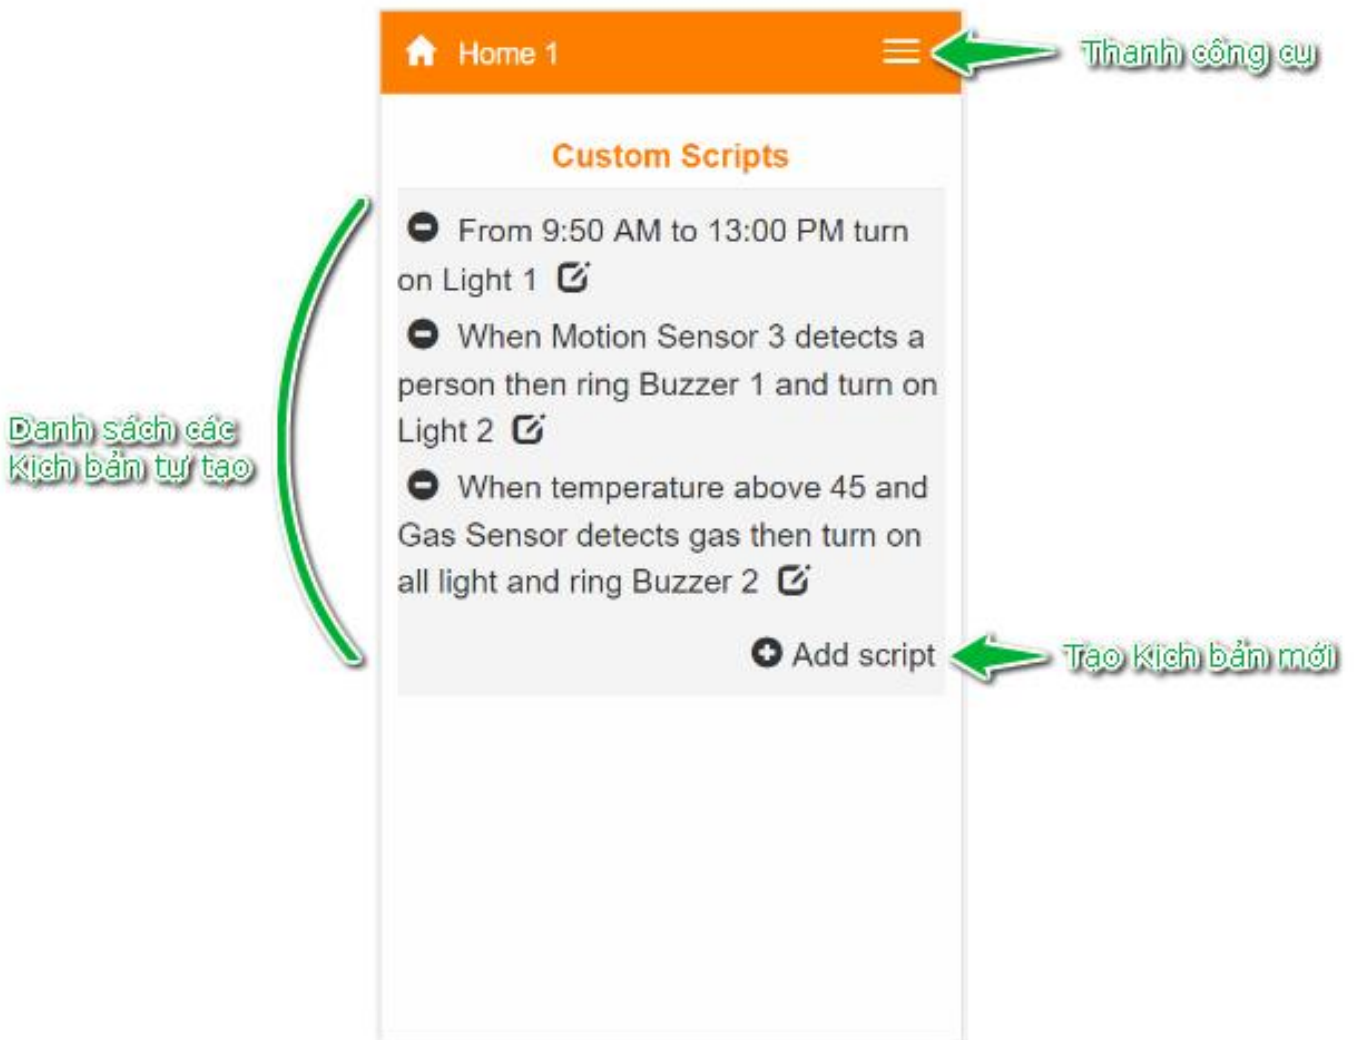 Home 1
Thanh công cụ
Custom Scripts
From 9:50 AM to 13:00 PM turn
on Light 1
When Motion Sensor 3 detects a
person then ring Buzzer 1 and turn on
Light 2
Danh sách các
Kịch bản tự tạo
When temperature above 45 and
Gas Sensor detects gas then turn on
all light and ring Buzzer 2
Add script
Tạo Kịch bản mới